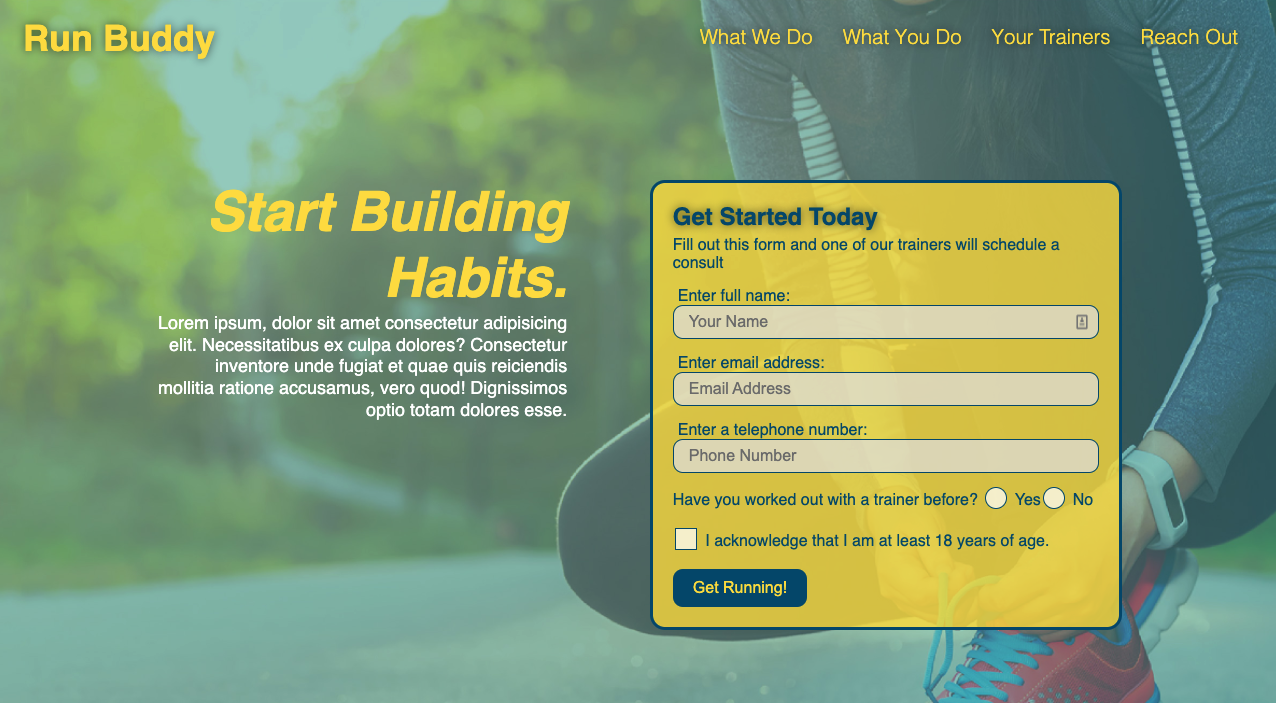 Run Buddy
What We Do
What You Do
Your Trainers
Reach Out
Start Building
Habits.
Lorem ipsum, dolor sit amet consectetur adipisicing
elit. Necessitatibus ex culpa dolores? Consectetur
inventore unde fugiat et quae quis reiciendis
mollitia ratione accusamus, vero quod! Dignissimos
optio totam dolores esse.
Get Started Today
Fill out this form and one of our trainers will schedule a
consult
Enter full name:
Your Name
Enter email address:
Email Address
Enter a telephone number:
Phone Number
Have you worked out with a trainer before? Yes No
I acknowledge that I am at least 18 years of age.
Get Running!